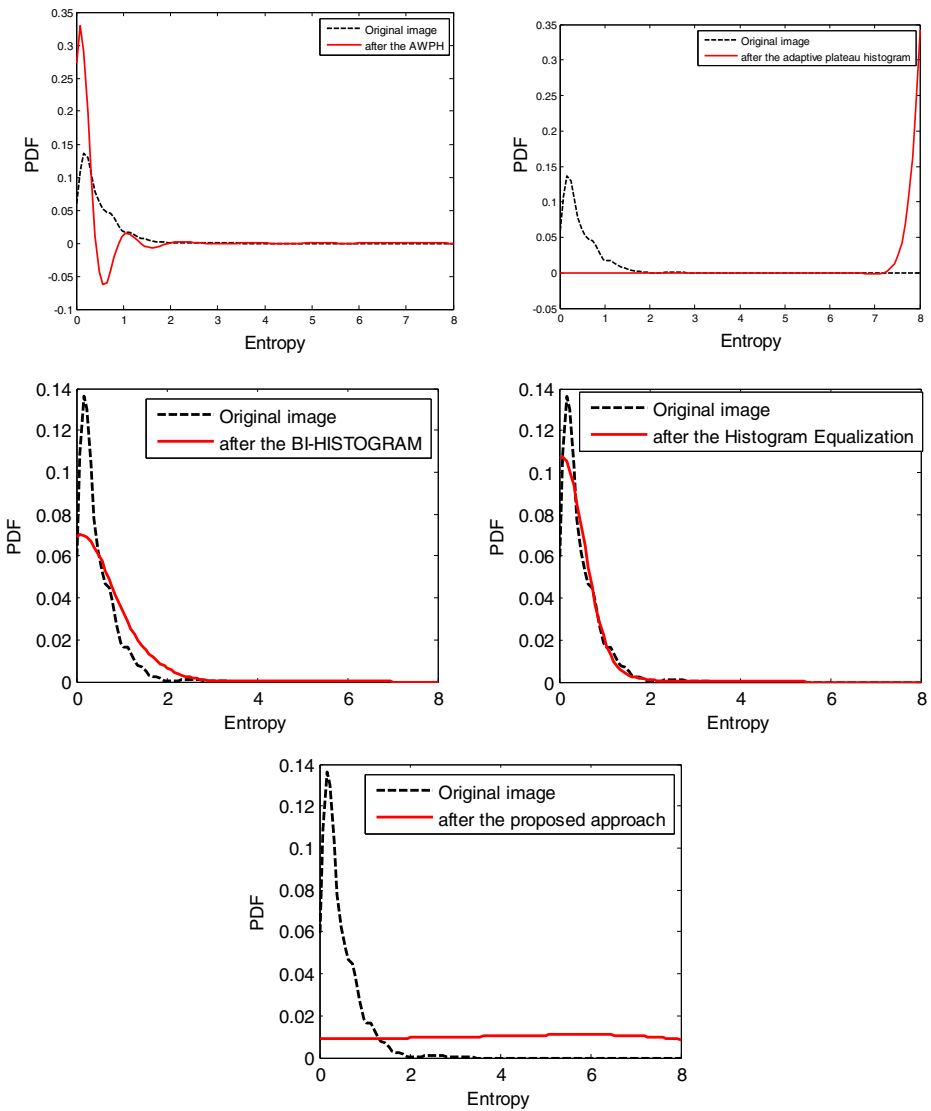 0.35
0.3
0.25
0.2
0.15
0.1
0.05
0
-0.05
-0.1
PDF
Original image
after the AWPH
0 1 2 3 4 5 6 7 8
Entropy
0.35
0.3
0.25
0.2
0.15
0.1
0.05
0
-0.05
PDF
Original image
after the adaptive plateau histogram
0 1 2 3 4 5 6 7 8
Entropy
0.14
0.12
0.1
0.08
0.06
0.04
0.02
0
PDF
Original image
after the BI-HISTOGRAM
0 2 4 6 8
Entropy
0.14
0.12
0.1
0.08
0.06
0.04
0.02
0
PDF
Original image
after the Histogram Equalization
0 2 4 6 8
Entropy
0.14
0.12
0.1
0.08
0.06
0.04
0.02
0
PDF
Original image
after the proposed approach
0 2 4 6 8
Entropy